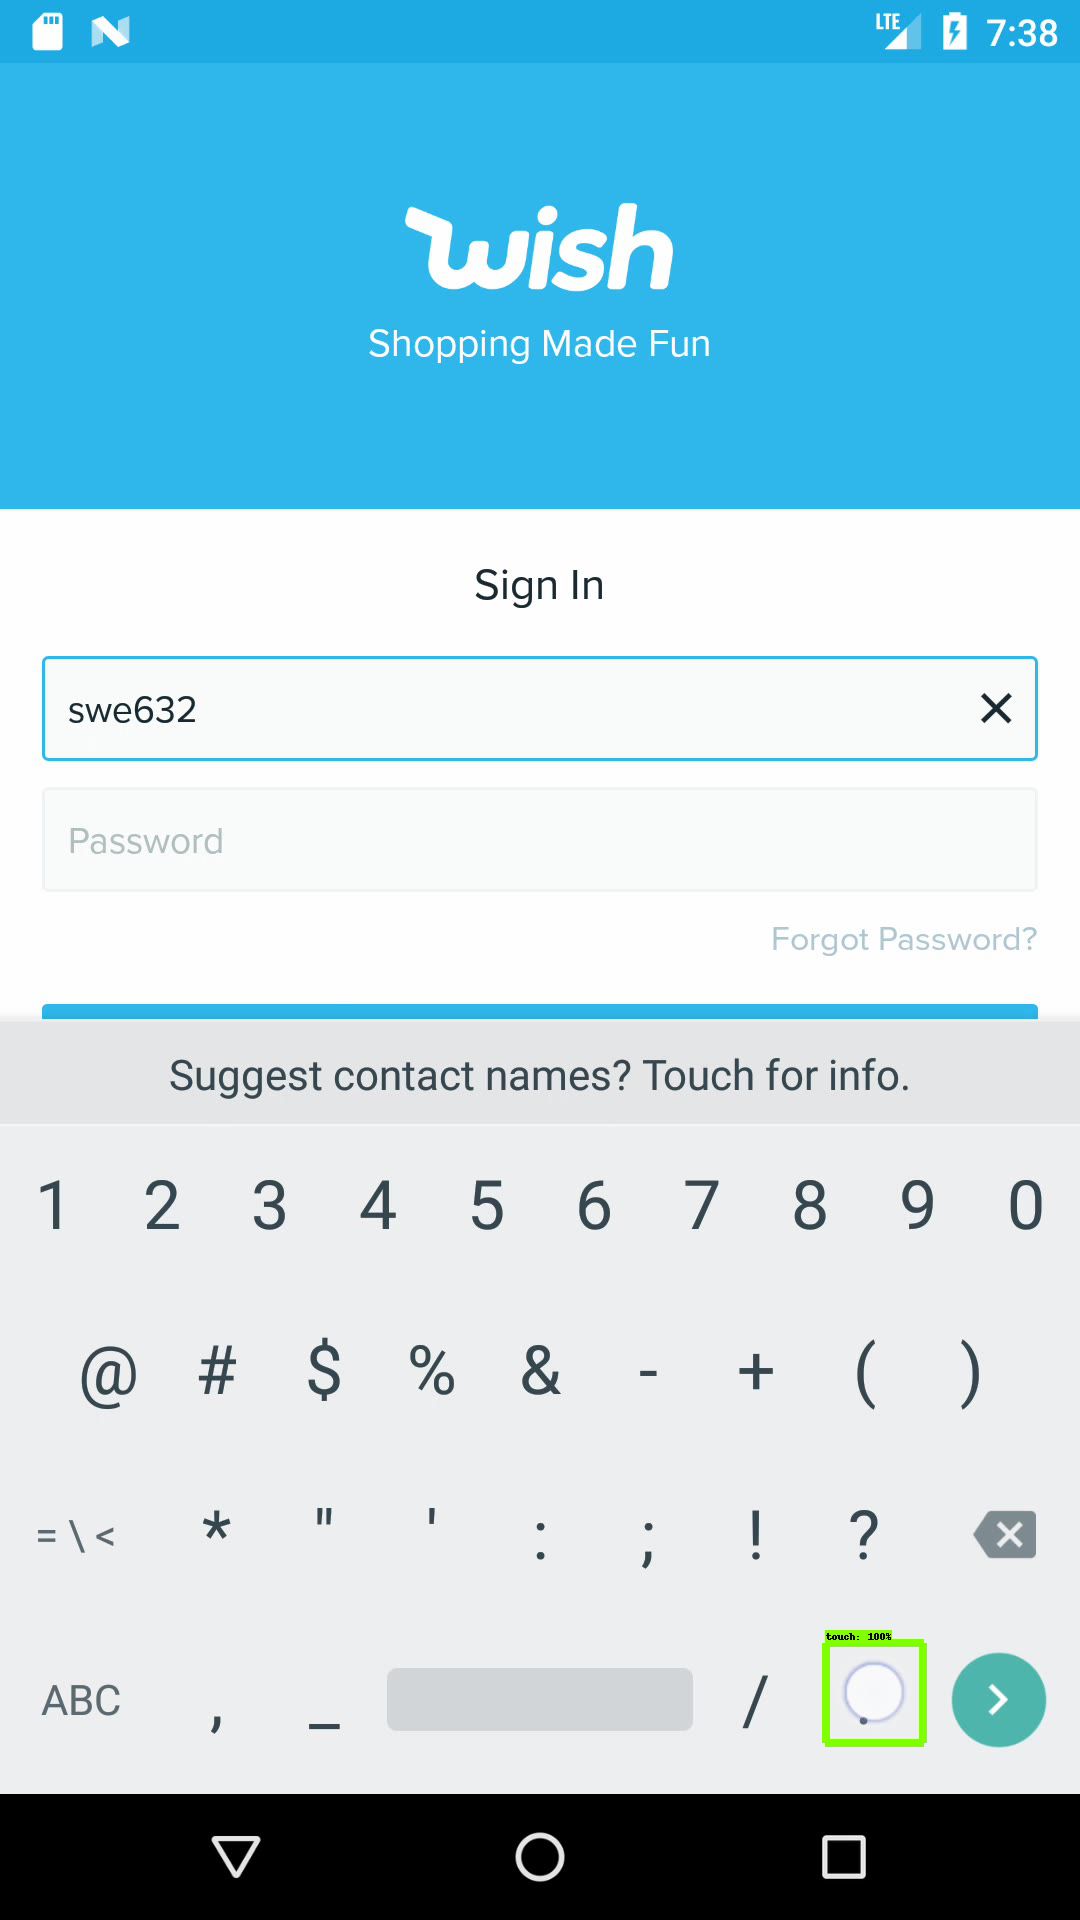 LTE 7:38
wish
Shopping Made Fun
Sign In
swe632
Password
Forgot Password?
Suggest contact names? Touch for info.
1 2 3 4 5 6 7 8 9 0
@ # $ % & - + ( )
= \ < * " ' : ; ! ?
touch: 100%
ABC , _ / .